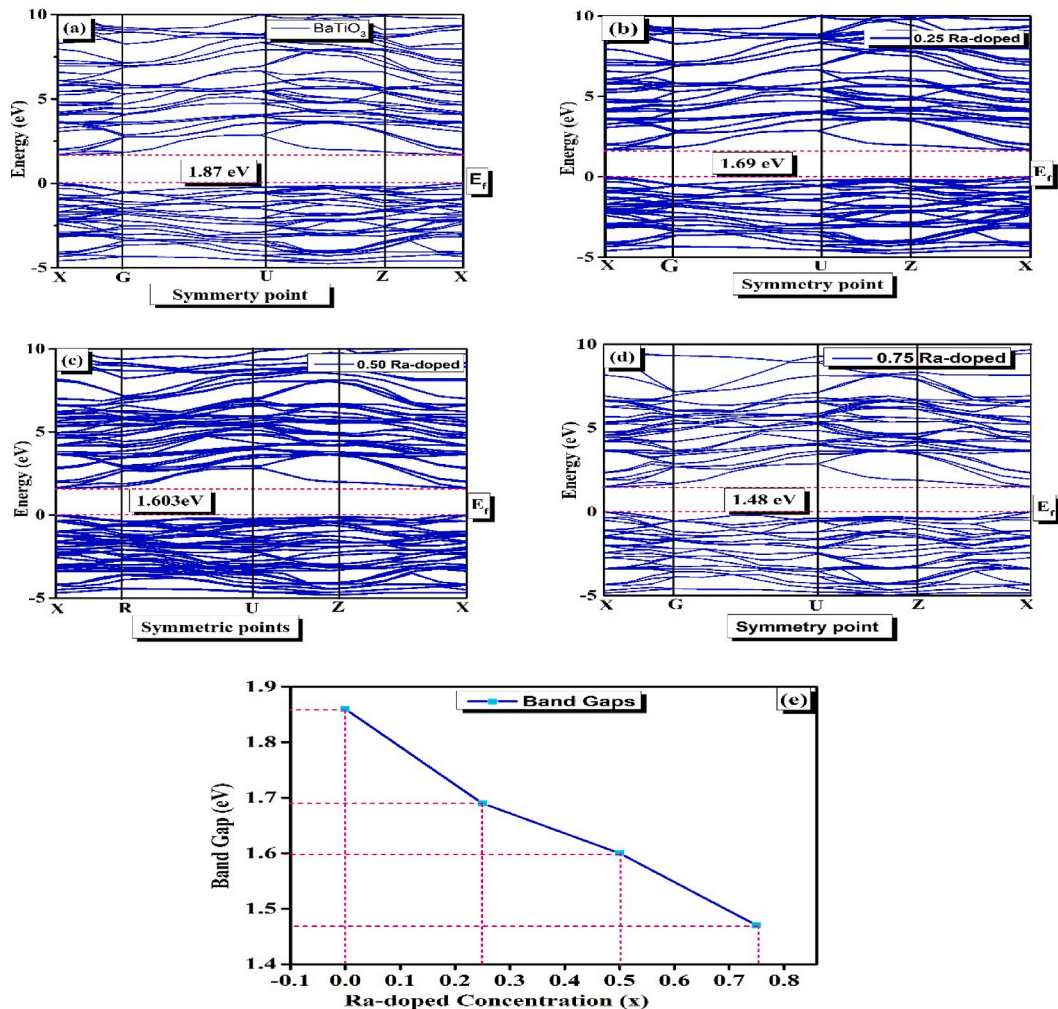 (a)
BaTiO3
10
5
0
-5
Energy (eV)
1.87 eV
Ef
X G U Z X
Symmerty point
(b)
0.25 Ra-doped
10
5
0
-5
Energy (eV)
1.69 eV
Ef
X G U Z X
Symmetry point
(c)
0.50 Ra-doped
10
5
0
-5
Energy (eV)
1.603eV
Ef
X R U Z X
Symmetric points
(d)
0.75 Ra-doped
10
5
0
-5
Energy (eV)
1.48 eV
Ef
X G U Z X
Symmetry point
(e)
Band Gaps
1.9
1.8
1.7
1.6
1.5
1.4
Band Gap (eV)
-0.1 0.0 0.1 0.2 0.3 0.4 0.5 0.6 0.7 0.8
Ra-doped Concentration (x)